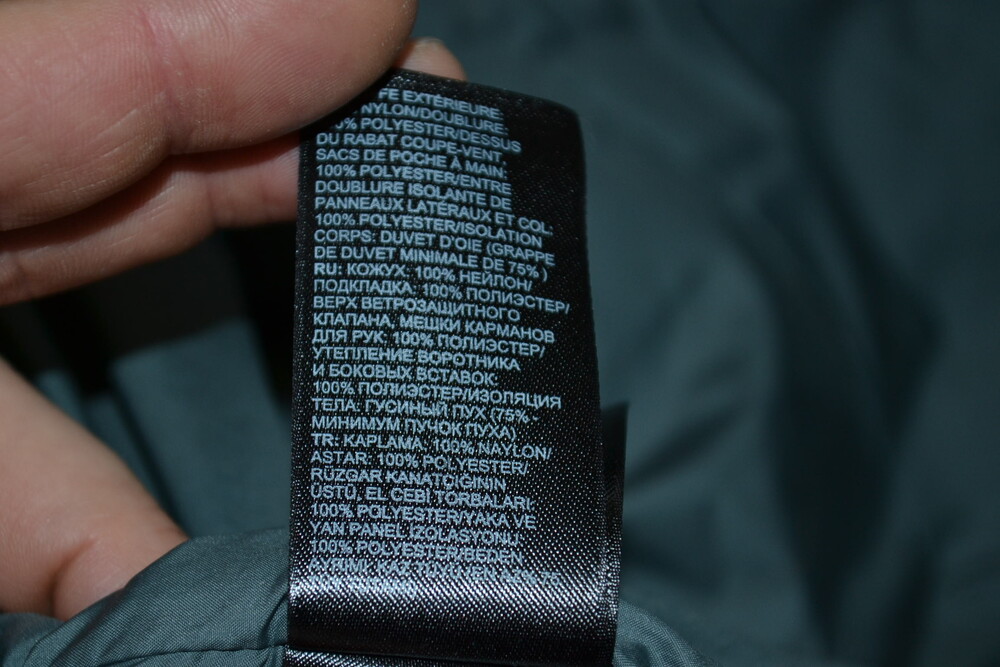 FE EXTÉRIEURE
NYLON/DOUBLURE,
% POLYESTER/DESSUS
DU RABAT COUPE-VENT,
SACS DE POCHE À MAIN:
100% POLYESTER/ENTRE
DOUBLURE ISOLANTE DE
PANNEAUX LATÉRAUX ET COL:
100% POLYESTER/ISOLATION
CORPS: DUVET D'OIE (GRAPPE
DE DUVET MINIMALE DE 75% )
RU: КОЖУХ: 100% НЕЙЛОН/
ПОДКЛАДКА: 100% ПОЛИЭСТЕР/
ВЕРХ ВЕТРОЗАЩИТНОГО
КЛАПАНА, МЕШКИ КАРМАНОВ
ДЛЯ РУК: 100% ПОЛИЭСТЕР/
УТЕПЛЕНИЕ ВОРОТНИКА
И БОКОВЫХ ВСТАВОК:
100% ПОЛИЭСТЕР/ИЗОЛЯЦИЯ
ТЕЛА: ГУСИНЫЙ ПУХ (75%-
МИНИМУМ ПУЧОК ПУХА)
TR: KAPLAMA: 100% NAYLON/
ASTAR: 100% POLYESTER/
RÜZGAR KANATÇIĞININ
ÜSTÜ, EL CEBİ TORBALARI:
100% POLYESTER/YAKA VE
YAN PANEL İZOLASYONU:
100% POLYESTER/BEDEN